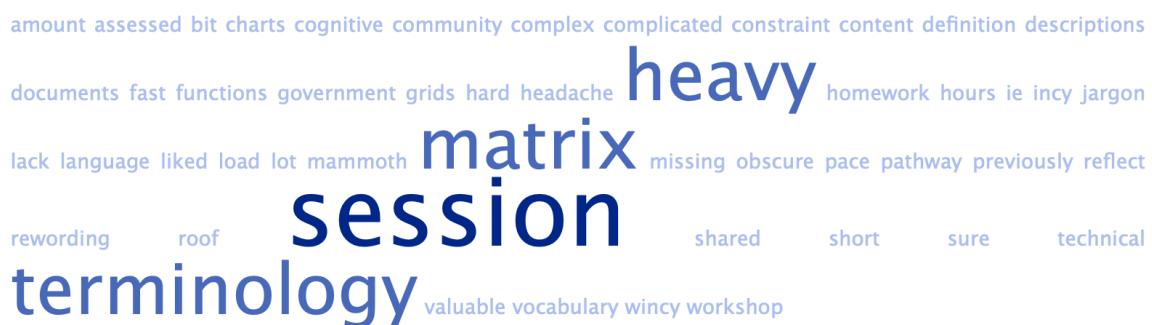 amount assessed bit charts cognitive community complex complicated constraint content definition descriptions
documents fast functions government grids hard headache heavy homework hours ie incy jargon
lack language liked load lot mammoth matrix missing obscure pace pathway previously reflect
rewording roof session shared short sure technical
terminology valuable vocabulary wincy workshop